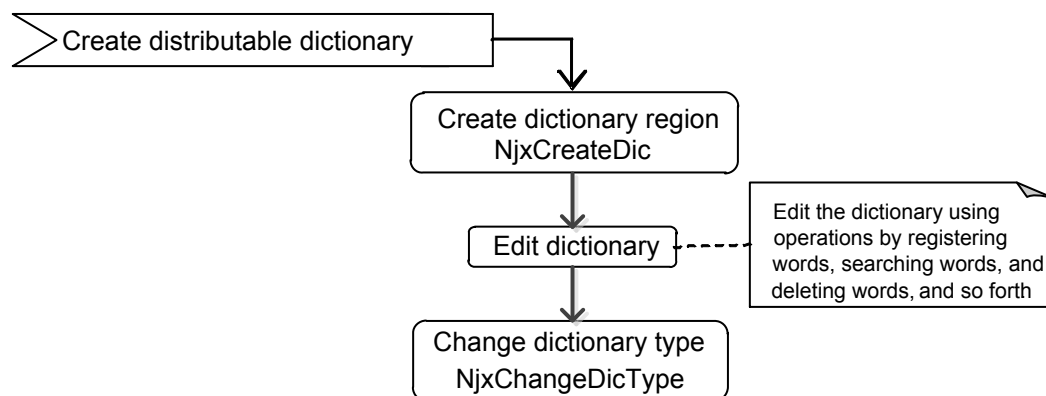 Create distributable dictionary
Create dictionary region
NjxCreateDic
Edit dictionary
Edit the dictionary using
operations by registering
words, searching words, and
deleting words, and so forth
Change dictionary type
NjxChangeDicType